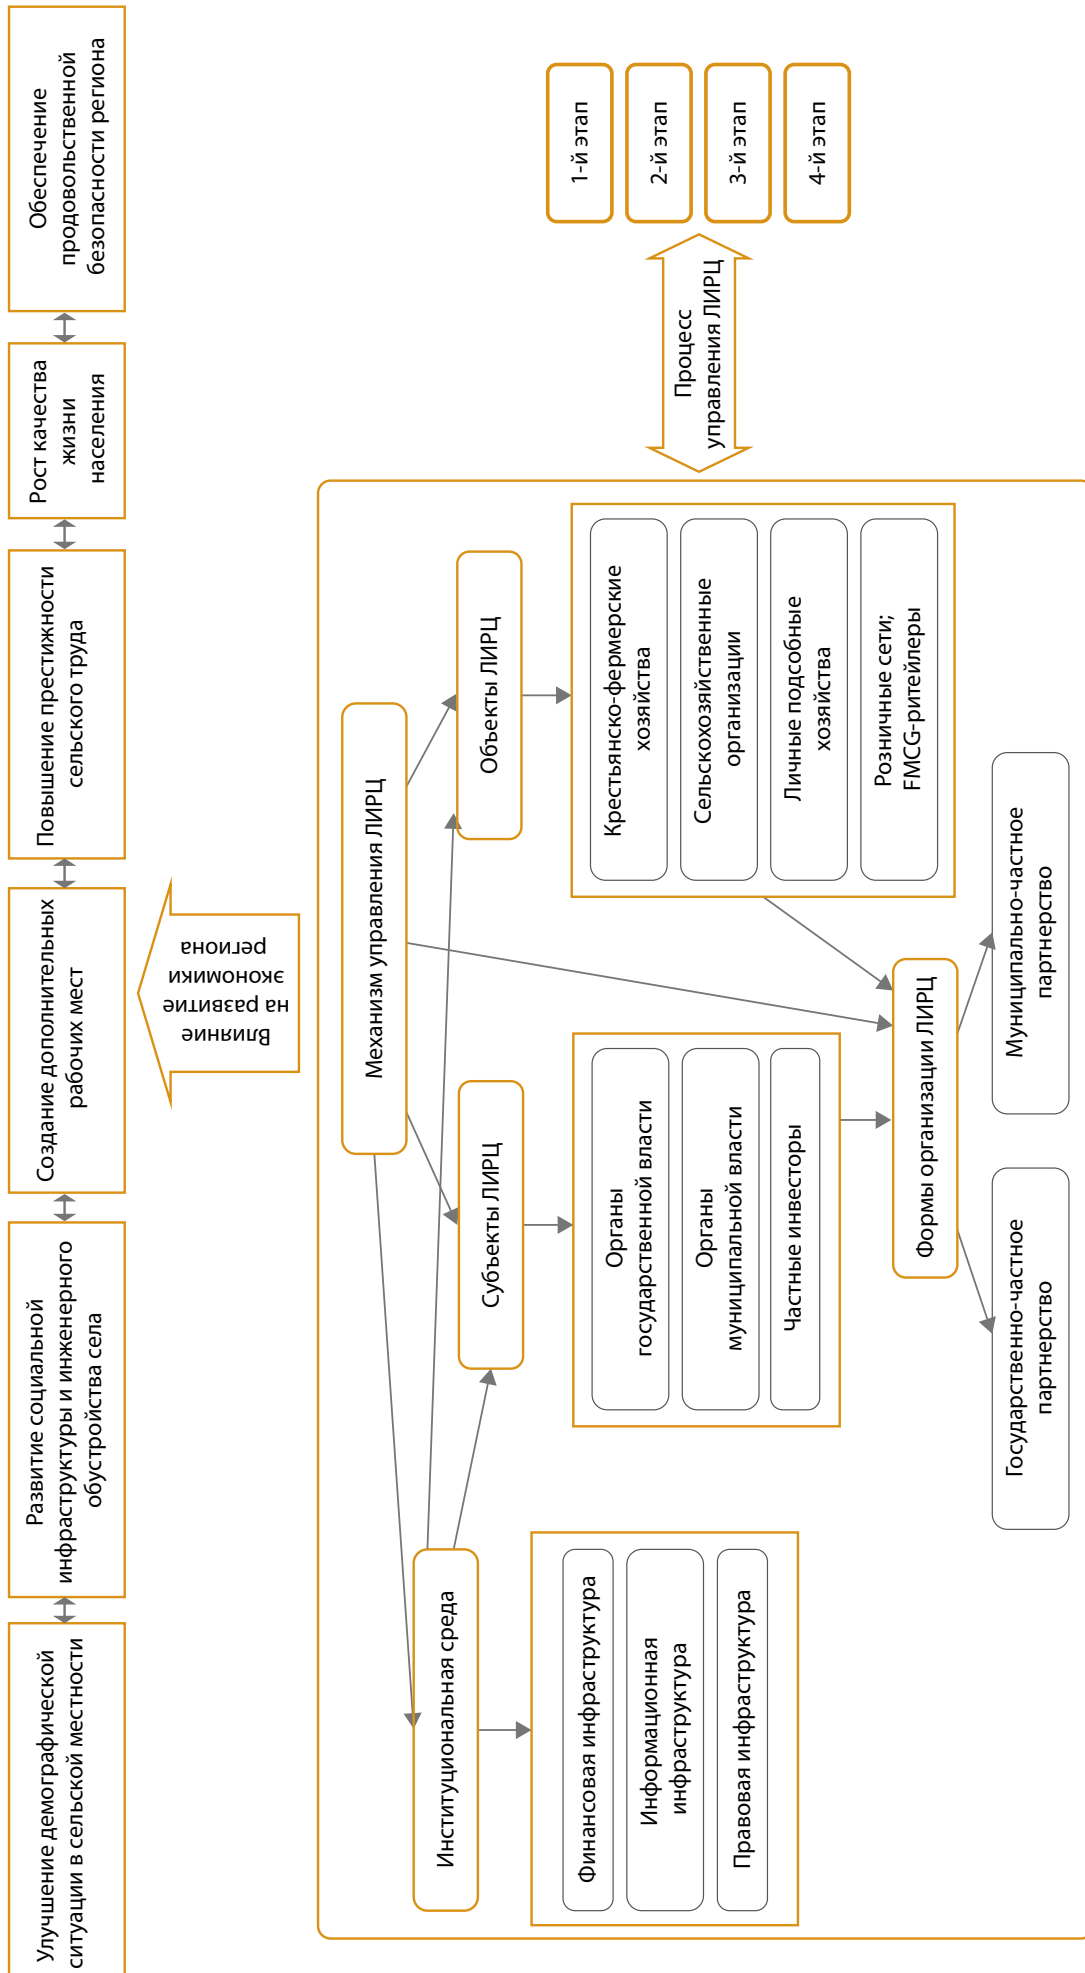 Улучшение демографической
ситуации в сельской местности
Развитие социальной
инфраструктуры и инженерного
обустройства села
Создание дополнительных
рабочих мест
Повышение престижности
сельского труда
Рост качества
жизни
населения
Обеспечение
продовольственной
безопасности региона
Влияние
на развитие
экономики
региона
Механизм управления ЛИРЦ
Институциональная среда
Субъекты ЛИРЦ
Объекты ЛИРЦ
Финансовая инфраструктура
Информационная
инфраструктура
Правовая инфраструктура
Органы
государственной власти
Органы
муниципальной власти
Частные инвесторы
Крестьянско-фермерские
хозяйства
Сельскохозяйственные
организации
Личные подсобные
хозяйства
Розничные сети;
FMCG-ритейлеры
Формы организации ЛИРЦ
Государственно-частное
партнерство
Муниципально-частное
партнерство
Процесс
управления ЛИРЦ
1-й этап
2-й этап
3-й этап
4-й этап